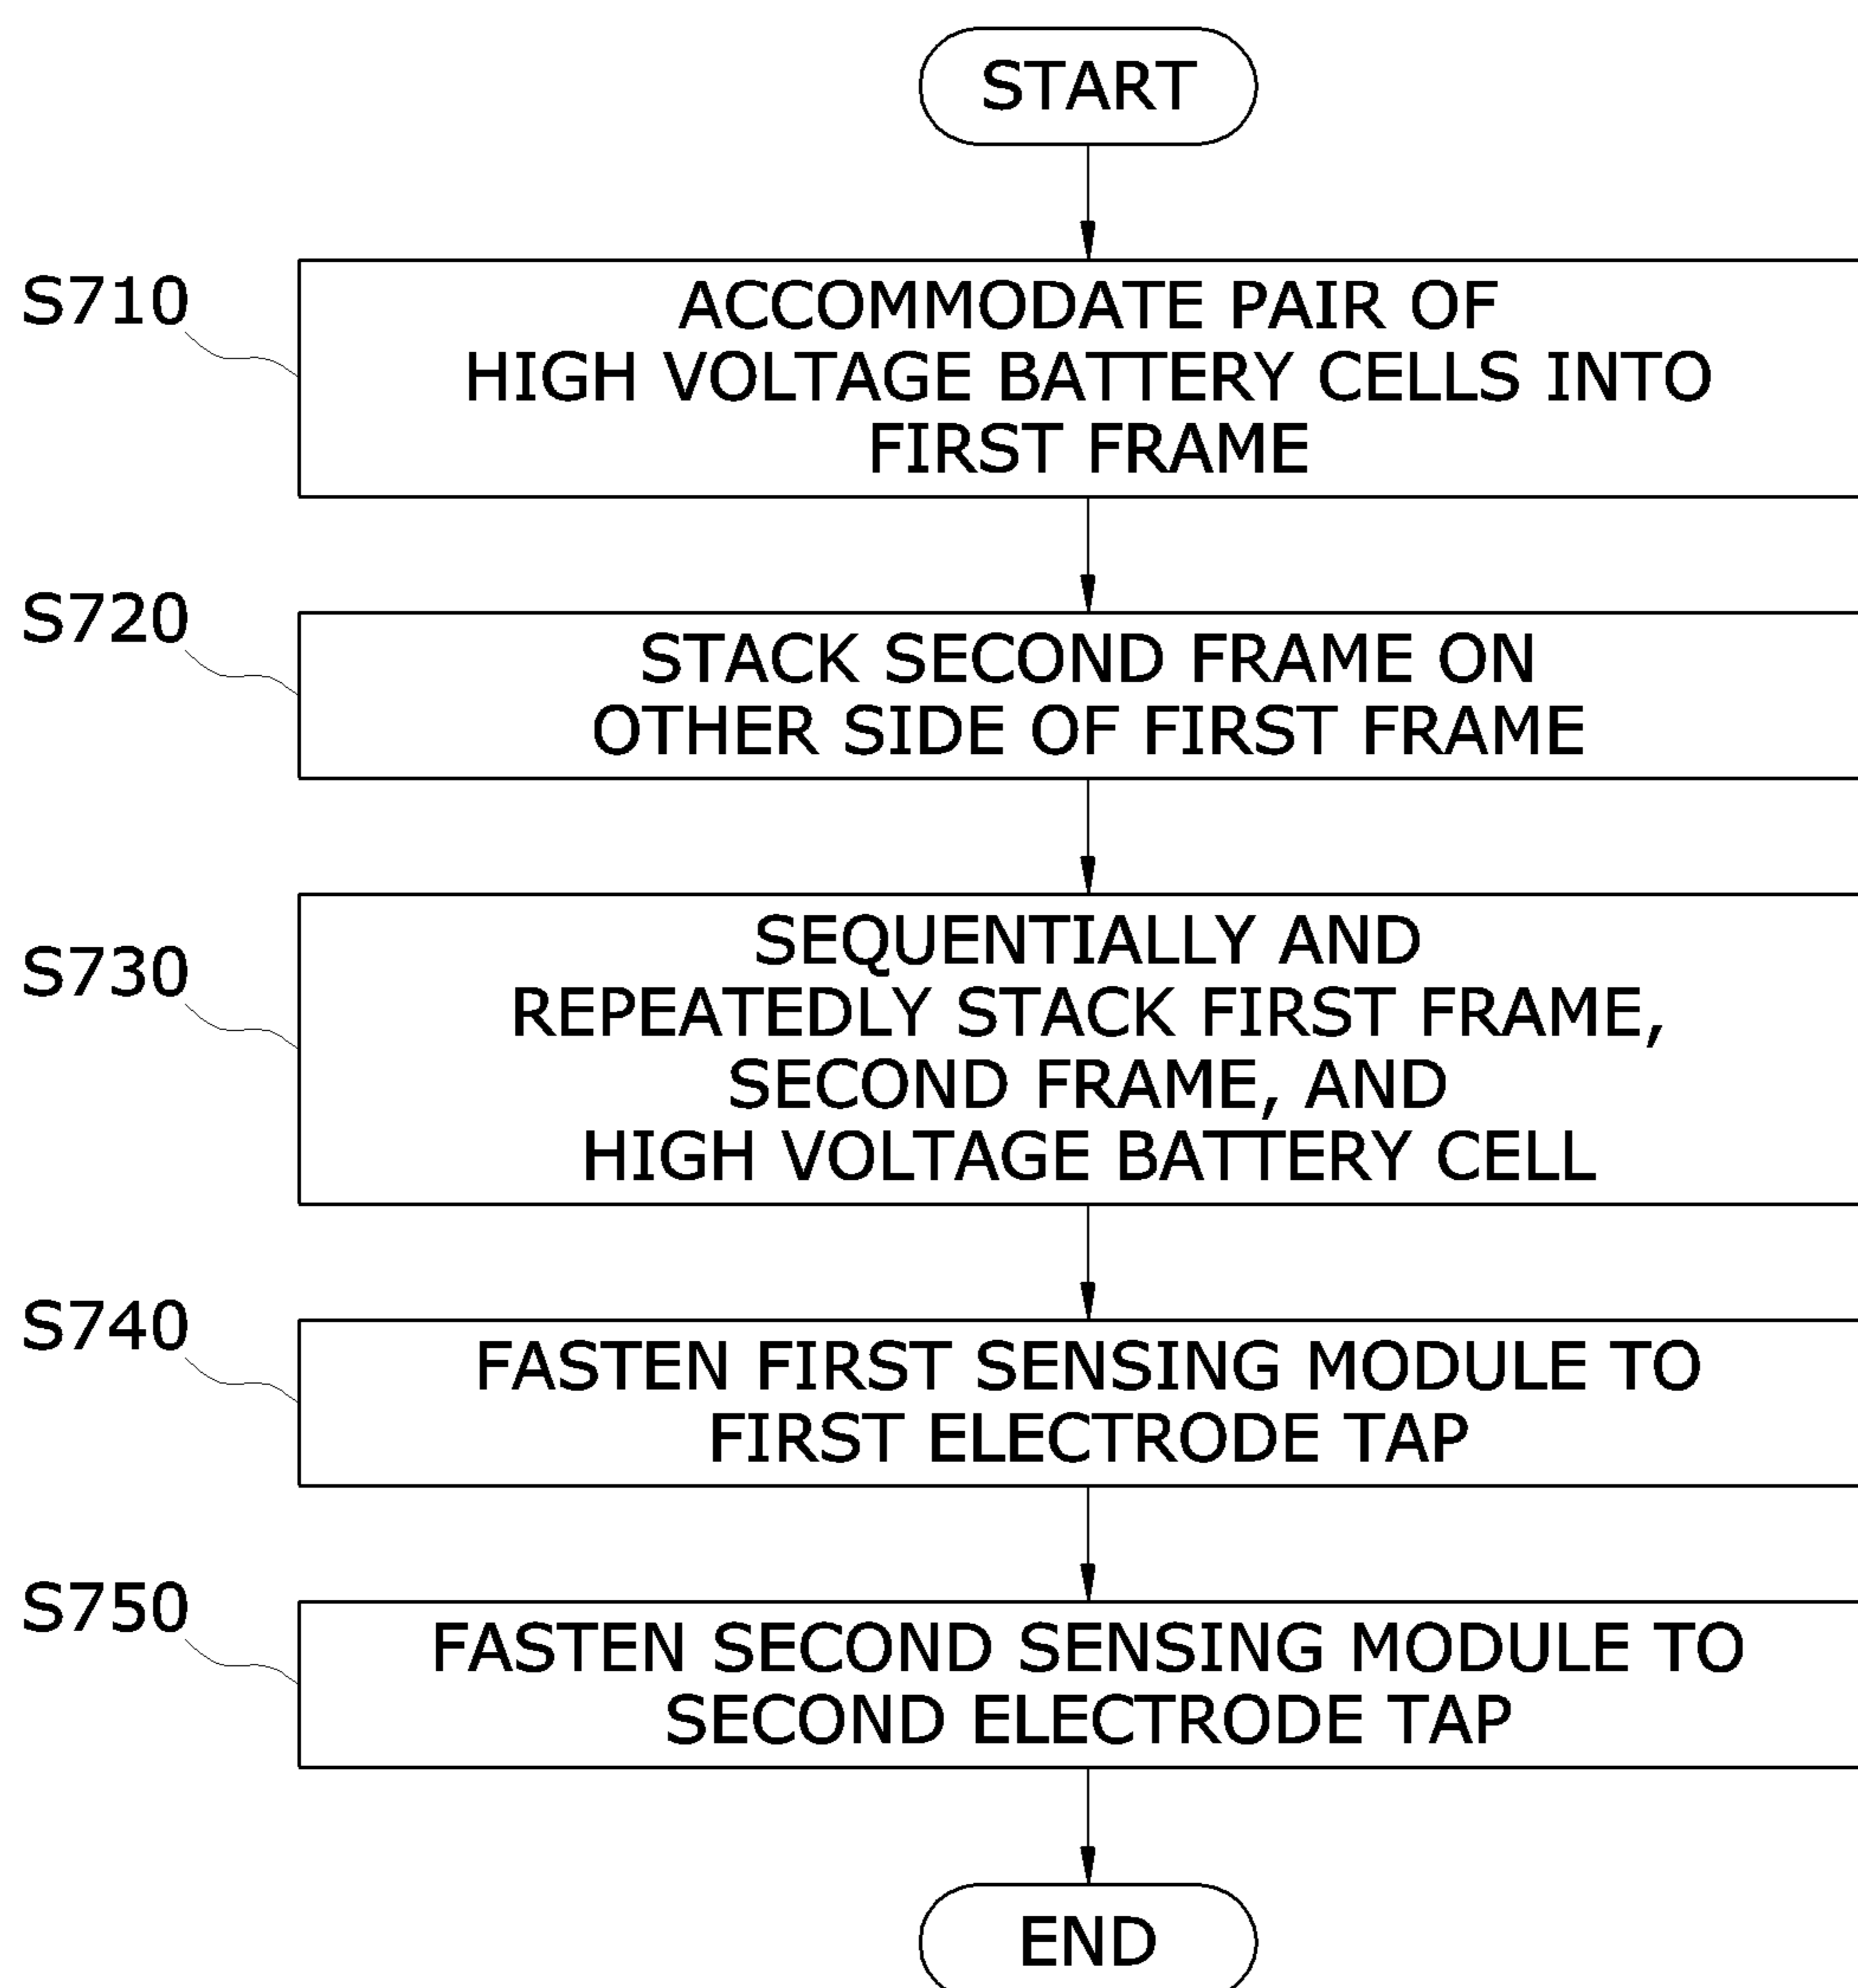 START
S710
ACCOMMODATE PAIR OF
HIGH VOLTAGE BATTERY CELLS INTO
FIRST FRAME
S720
STACK SECOND FRAME ON
OTHER SIDE OF FIRST FRAME
S730
SEQUENTIALLY AND
REPEATEDLY STACK FIRST FRAME,
SECOND FRAME, AND
HIGH VOLTAGE BATTERY CELL
S740
FASTEN FIRST SENSING MODULE TO
FIRST ELECTRODE TAP
S750
FASTEN SECOND SENSING MODULE TO
SECOND ELECTRODE TAP
END